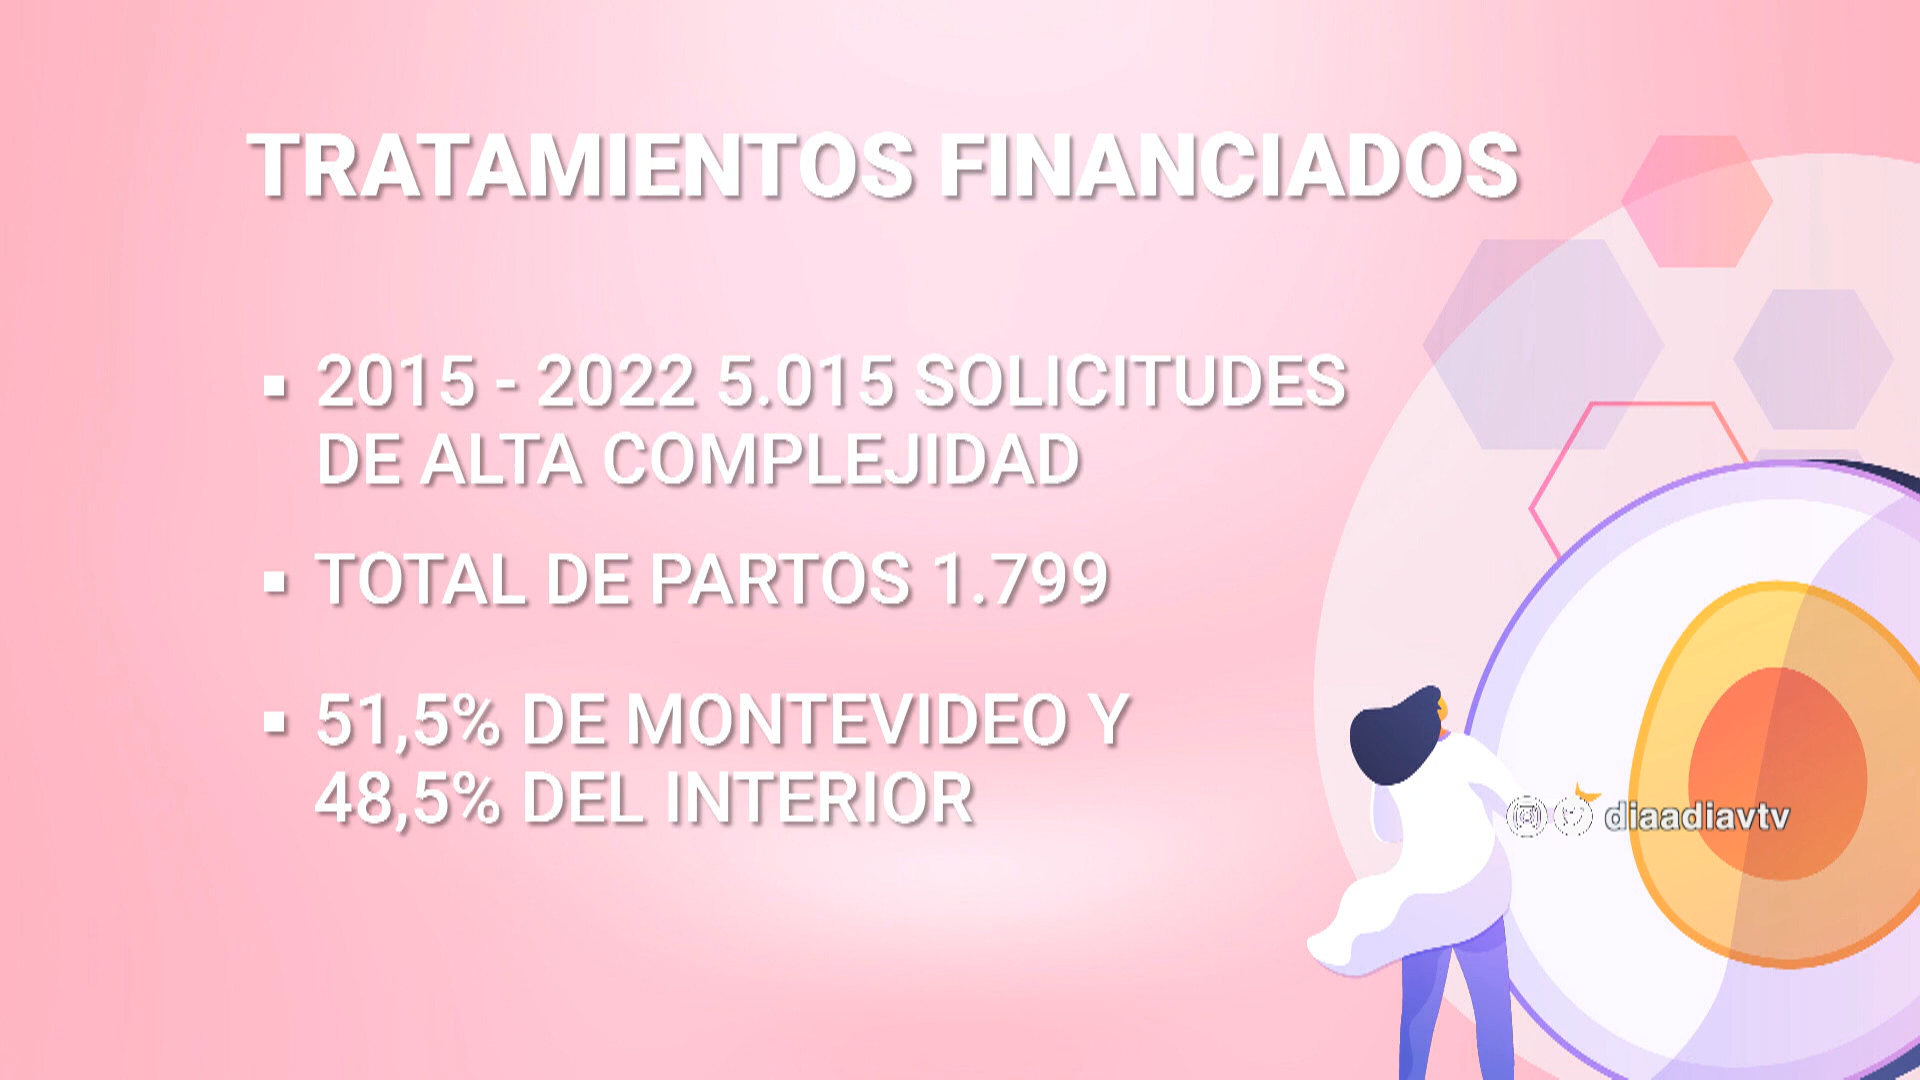 TRATAMIENTOS FINANCIADOS
▪ 2015 - 2022 5.015 SOLICITUDES
DE ALTA COMPLEJIDAD
▪ TOTAL DE PARTOS 1.799
▪ 51,5% DE MONTEVIDEO Y
48,5% DEL INTERIOR
diaadiavtv